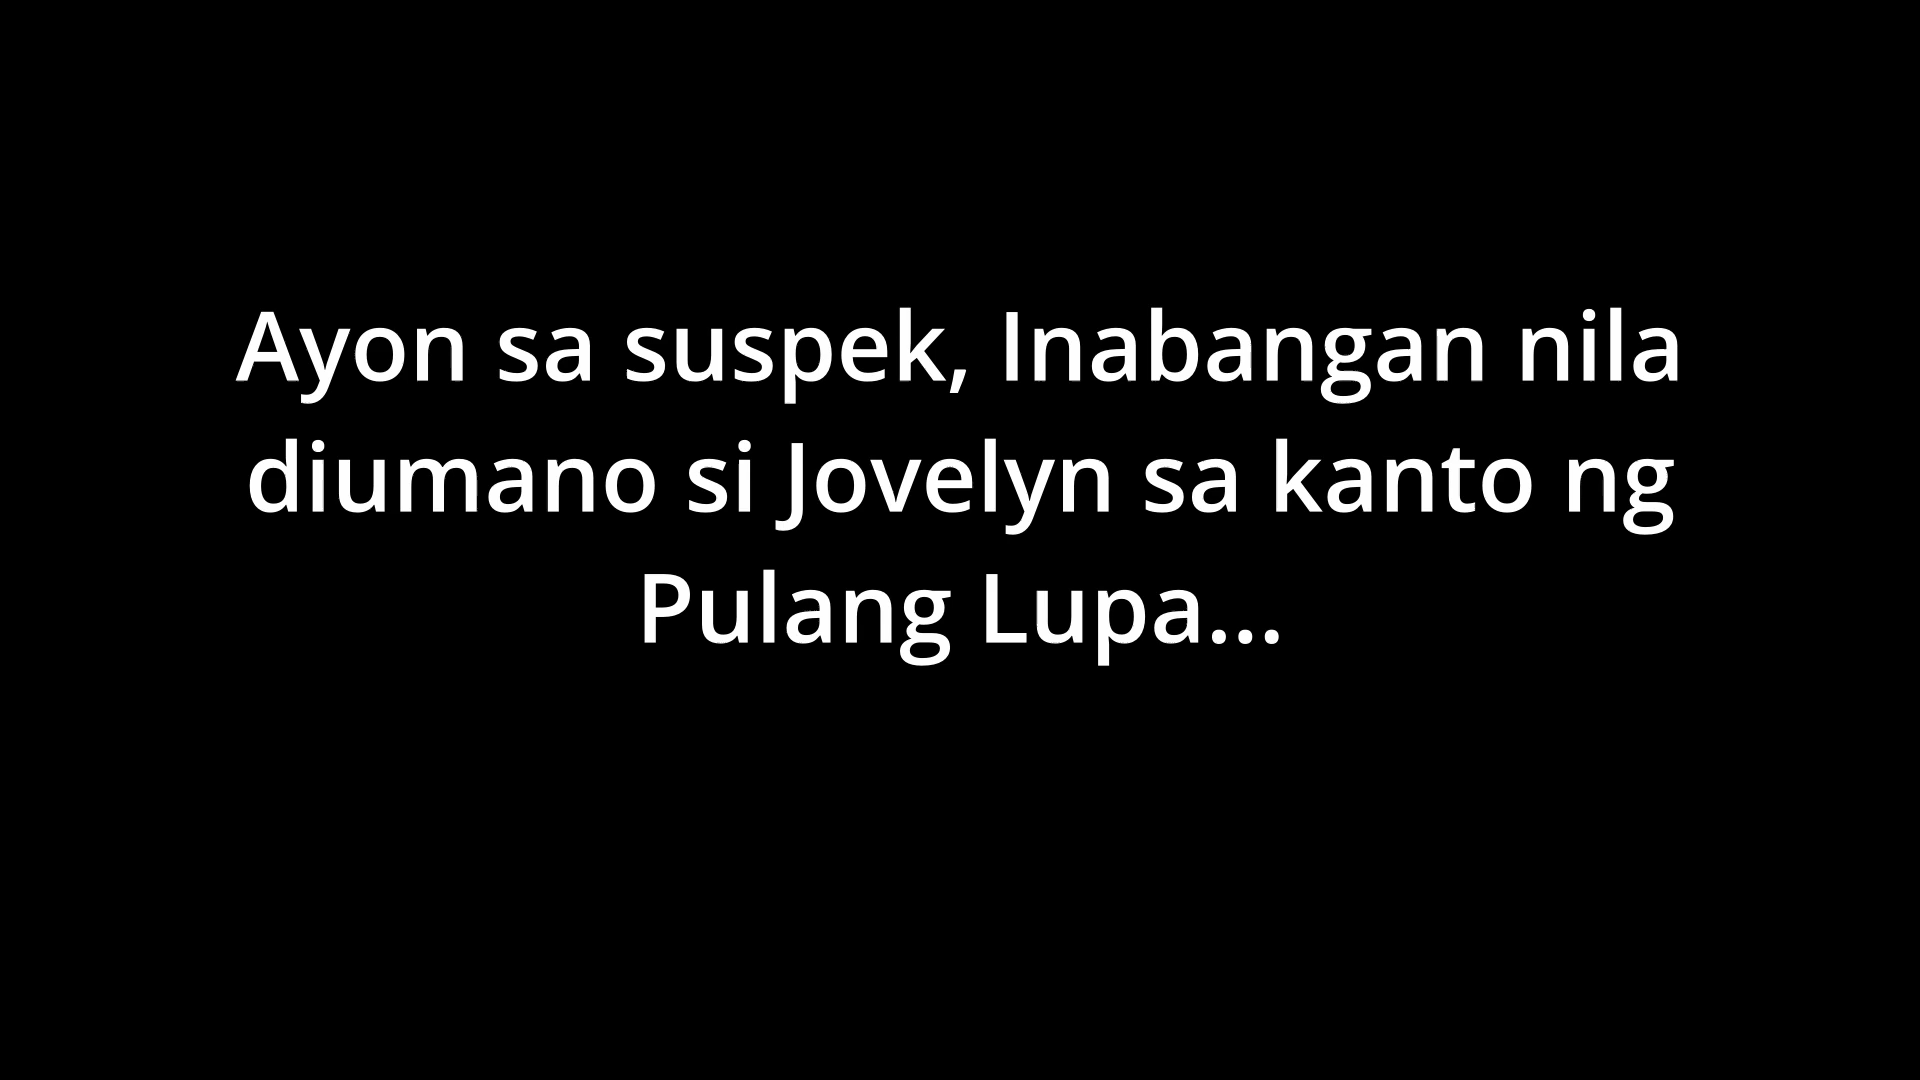 Ayon sa suspek, Inabangan nila
diumano si Jovelyn sa kanto ng
Pulang Lupa...